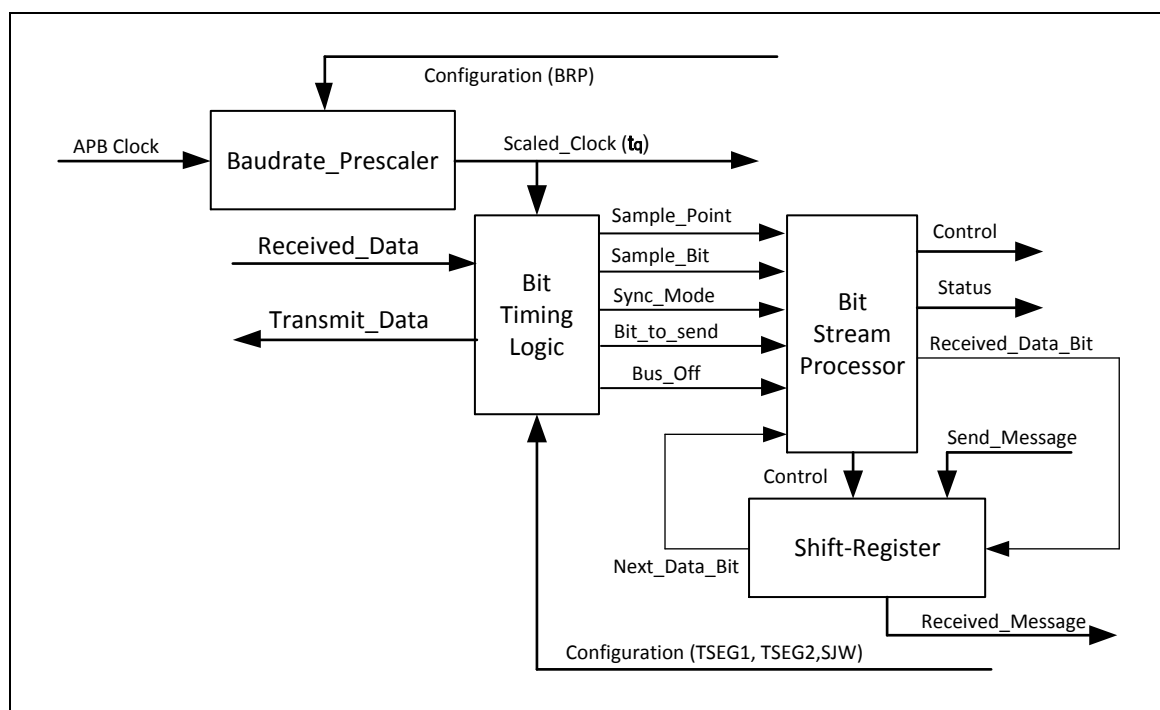 Configuration (BRP)
APB Clock
Baudrate_Prescaler
Scaled_Clock (tq)
Received_Data
Transmit_Data
Bit
Timing
Logic
Sample_Point
Sample_Bit
Sync_Mode
Bit_to_send
Bus_Off
Bit
Stream
Processor
Control
Status
Received_Data_Bit
Send_Message
Control
Shift-Register
Next_Data_Bit
Received_Message
Configuration (TSEG1, TSEG2,SJW)